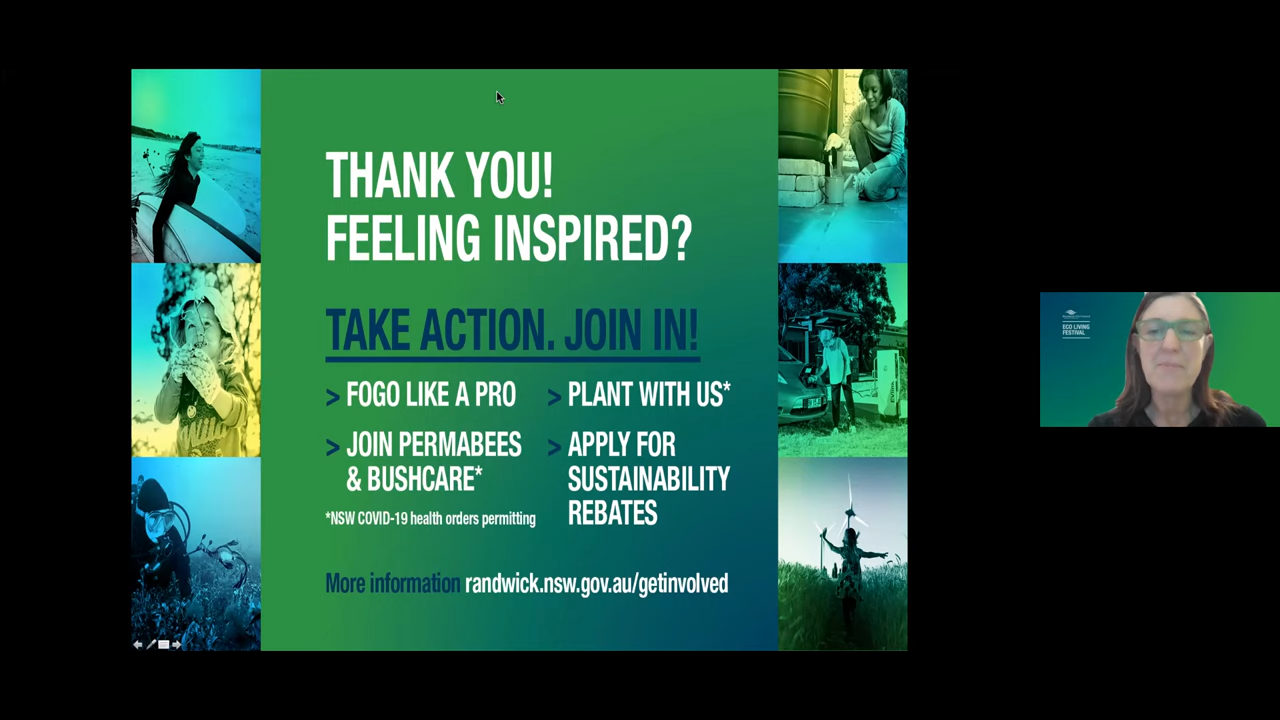 THANK YOU!
FEELING INSPIRED?
TAKE ACTION. JOIN IN!
> FOGO LIKE A PRO
> JOIN PERMABEES
& BUSHCARE*
*NSW COVID-19 health orders permitting
> PLANT WITH US*
> APPLY FOR
SUSTAINABILITY
REBATES
More information randwick.nsw.gov.au/getinvolved
ECO LIVING
FESTIVAL